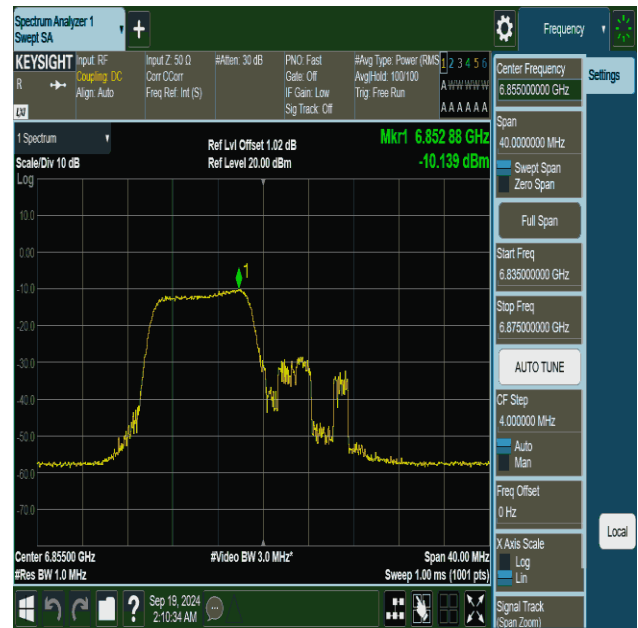 Spectrum Analyzer 1
Swept SA
+
Frequency
KEYSIGHT
R
LXI
Input: RF
Coupling: DC
Align: Auto
Input Z: 50 Ω
Corr CCorr
Freq Ref: Int (S)
#Atten: 30 dB
PNO: Fast
Gate: Off
IF Gain: Low
Sig Track: Off
#Avg Type: Power (RMS
Avg|Hold: 100/100
Trig: Free Run
1 2 3 4 5 6
A W W W W W
A A A A A A
1 Spectrum
Scale/Div 10 dB
Log
Ref Lvl Offset 1.02 dB
Ref Level 20.00 dBm
Mkr1 6.852 88 GHz
-10.139 dBm
10.0
0.00
-10.0
-20.0
-30.0
-40.0
-50.0
-60.0
-70.0
1
Center 6.85500 GHz
#Res BW 1.0 MHz
#Video BW 3.0 MHz*
Span 40.00 MHz
Sweep 1.00 ms (1001 pts)
?
Sep 19, 2024
2:10:34 AM
Center Frequency
6.855000000 GHz
Settings
Span
40.0000000 MHz
Swept Span
Zero Span
Full Span
Start Freq
6.835000000 GHz
Stop Freq
6.875000000 GHz
AUTO TUNE
CF Step
4.000000 MHz
Auto
Man
Freq Offset
0 Hz
X Axis Scale
Log
Lin
Local
Signal Track
(Span Zoom)